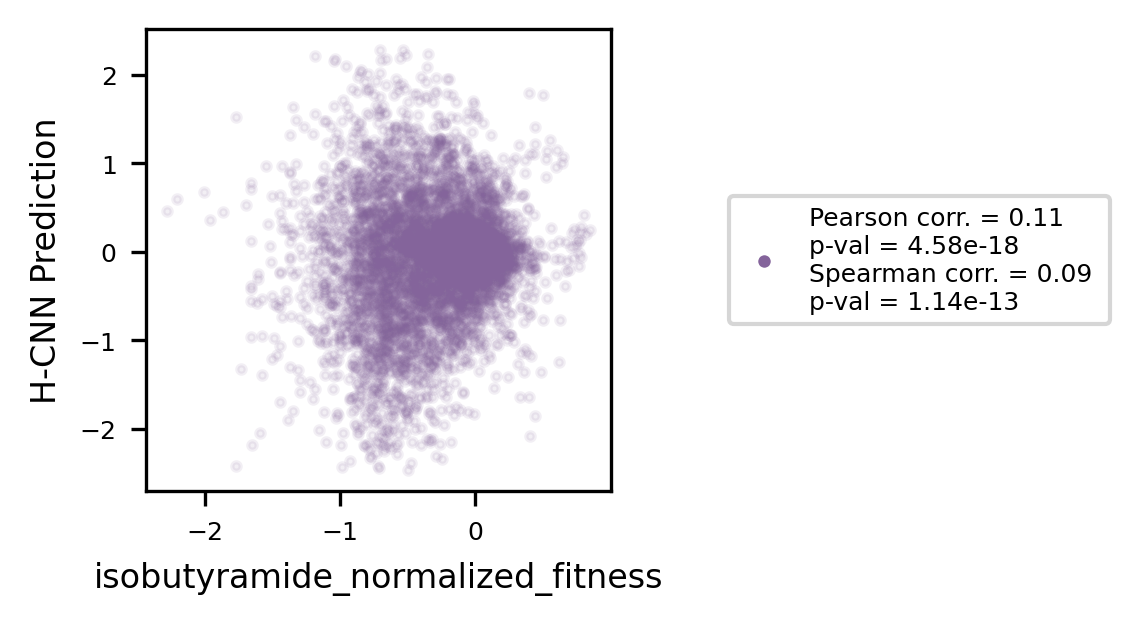 2
1
0
−1
−2
H-CNN Prediction
−2
−1
0
isobutyramide_normalized_fitness
Pearson corr. = 0.11
p-val = 4.58e-18
Spearman corr. = 0.09
p-val = 1.14e-13